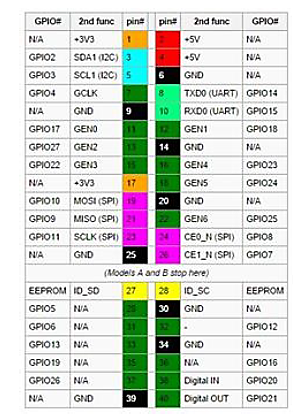 GPIO# 2nd func pin# pin# 2nd func GPIO#
N/A +3V3 1 2 +5V N/A
GPIO2 SDA1 (I2C) 3 4 +5V N/A
GPIO3 SCL1 (I2C) 5 6 GND N/A
GPIO4 GCLK 7 8 TXD0 (UART) GPIO14
N/A GND 9 10 RXD0 (UART) GPIO15
GPIO17 GEN0 11 12 GEN1 GPIO18
GPIO27 GEN2 13 14 GND N/A
GPIO22 GEN3 15 16 GEN4 GPIO23
N/A +3V3 17 18 GEN5 GPIO24
GPIO10 MOSI (SPI) 19 20 GND N/A
GPIO9 MISO (SPI) 21 22 GEN6 GPIO25
GPIO11 SCLK (SPI) 23 24 CE0_N (SPI) GPIO8
N/A GND 25 26 CE1_N (SPI) GPIO7
(Models A and B stop here)
EEPROM ID_SD 27 28 ID_SC EEPROM
GPIO5 N/A 29 30 GND N/A
GPIO6 N/A 31 32 - GPIO12
GPIO13 N/A 33 34 GND N/A
GPIO19 N/A 35 36 N/A GPIO16
GPIO26 N/A 37 38 Digital IN GPIO20
N/A GND 39 40 Digital OUT GPIO21